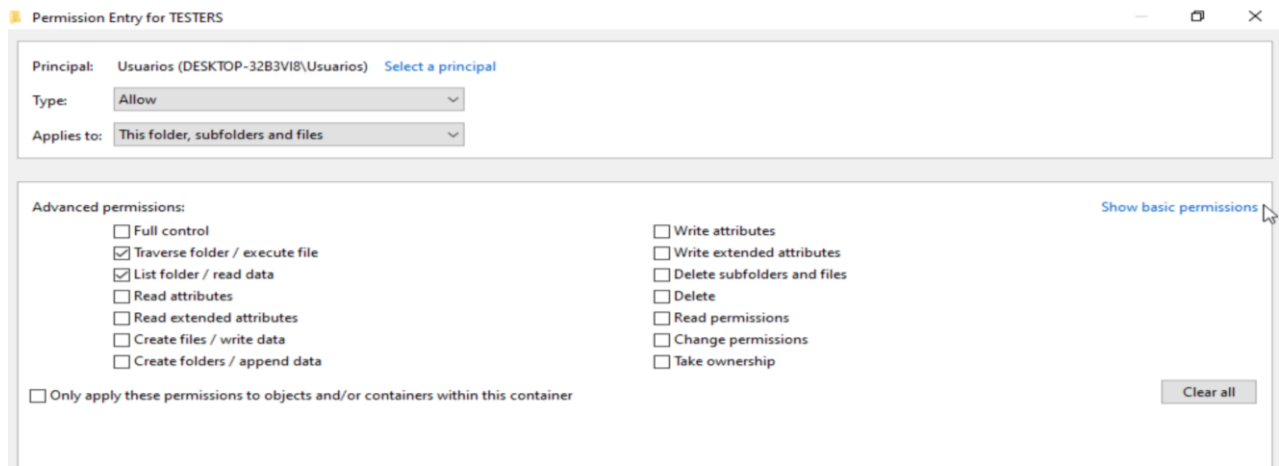 Permission Entry for TESTERS
Principal: Usuarios (DESKTOP-32B3VI8\Usuarios) Select a principal
Type: Allow
Applies to: This folder, subfolders and files
Advanced permissions: Show basic permissions
Full control Write attributes
Traverse folder / execute file Write extended attributes
List folder / read data Delete subfolders and files
Read attributes Delete
Read extended attributes Read permissions
Create files / write data Change permissions
Create folders / append data Take ownership
Only apply these permissions to objects and/or containers within this container Clear all